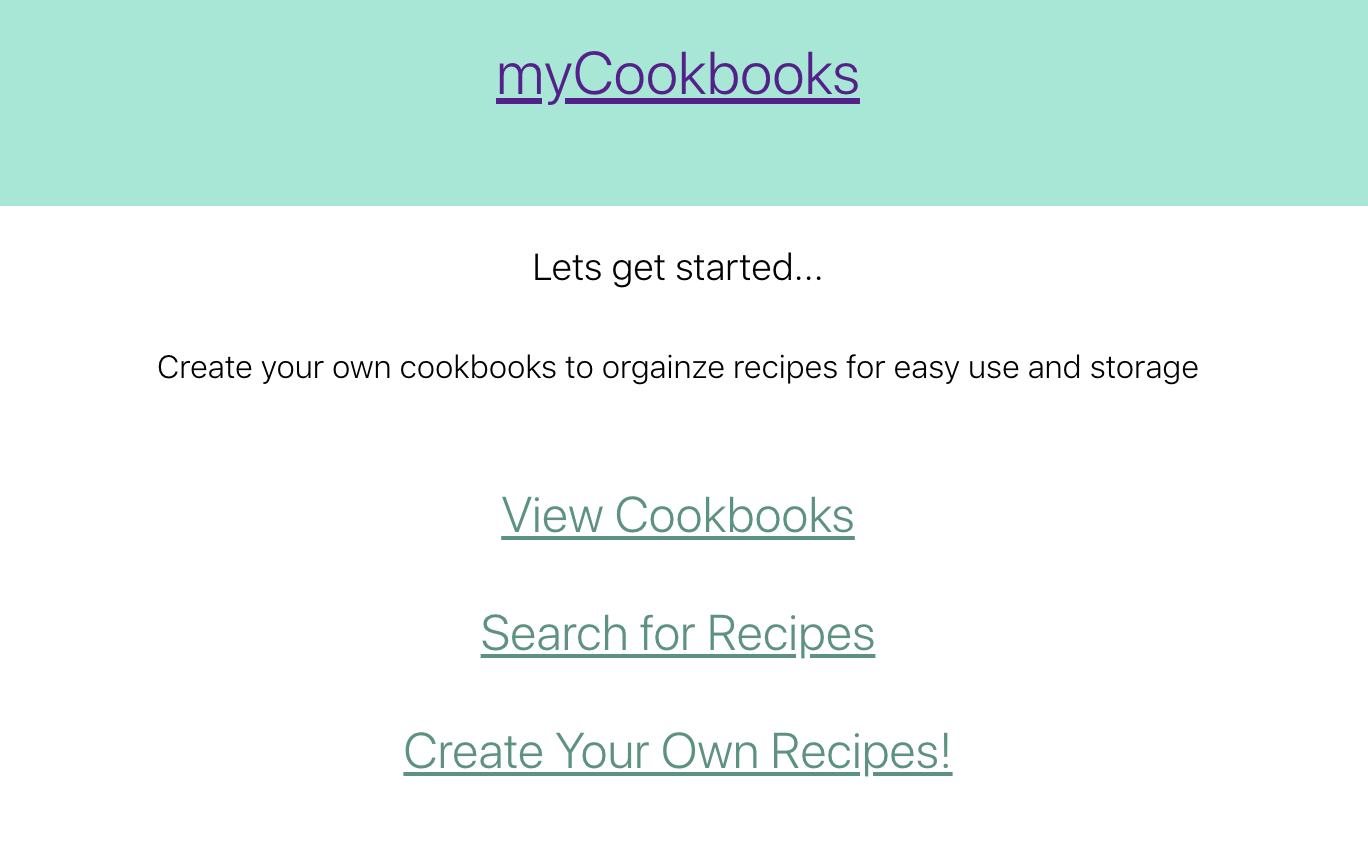 myCookbooks
Lets get started...
Create your own cookbooks to orgainze recipes for easy use and storage
View Cookbooks
Search for Recipes
Create Your Own Recipes!